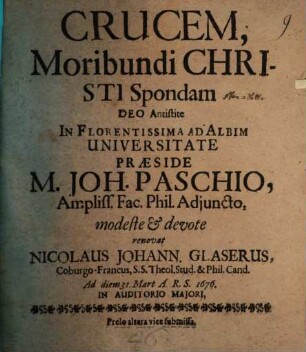 9.
CRUCEM,
Moribundi CHRI-
STI Spondam
DEO Antistite
IN FLORENTISSIMA AD ALBIM
UNIVERSITATE
PRÆSIDE
M. JOH. PASCHIO,
Ampliss. Fac. Phil. Adjuncto,
modeste & devote
renovat
NICOLAUS JOHANN. GLASERUS,
Coburgo-Francus, S.S. Theol. Stud. & Phil. Cand.
Ad diem 31. Mart A. R. S. 1676.
IN AUDITORIO MAJORI,
Prelo altera vice submissa.